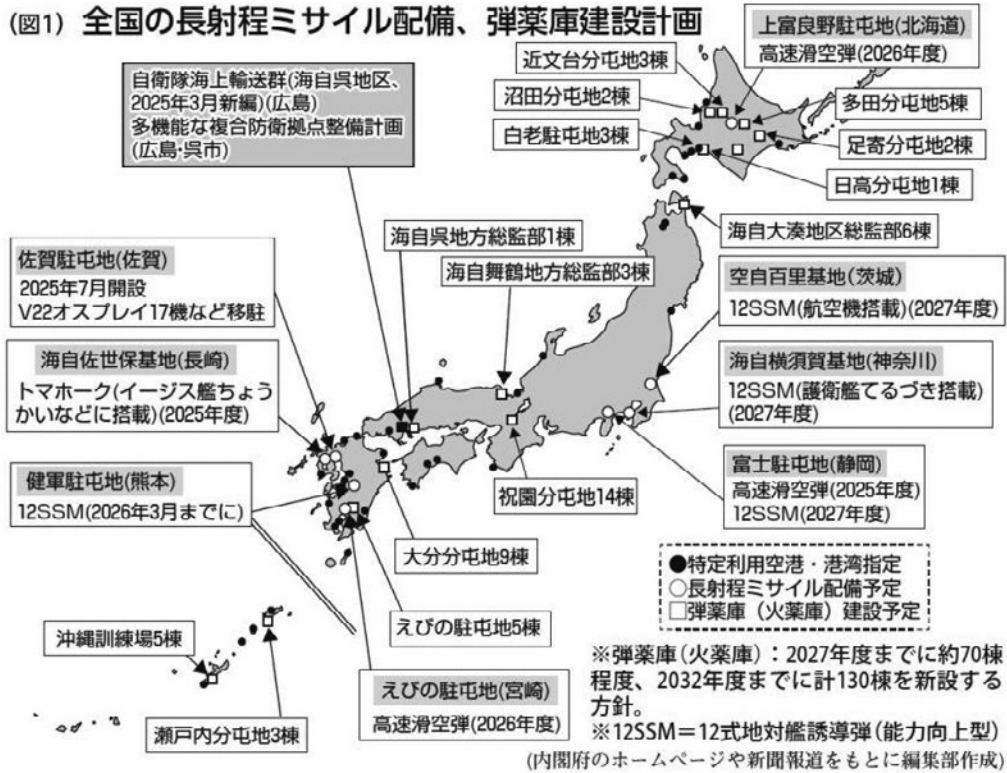 (図1) 全国の長射程ミサイル配備、弾薬庫建設計画
自衛隊海上輸送群(海自呉地区、
2025年3月新編)(広島)
多機能な複合防衛拠点整備計画
(広島・呉市)
近文台分屯地3棟
沼田分屯地2棟
白老駐屯地3棟
上富良野駐屯地(北海道)
高速滑空弾(2026年度)
多田分屯地5棟
足寄分屯地2棟
日高分屯地1棟
海自大湊地区総監部6棟
海自呉地方総監部1棟
海自舞鶴地方総監部3棟
佐賀駐屯地(佐賀)
2025年7月開設
V22オスプレイ17機など移駐
海自佐世保基地(長崎)
トマホーク(イージス艦ちょう
かいなどに搭載)(2025年度)
健軍駐屯地(熊本)
12SSM(2026年3月までに)
空自百里基地(茨城)
12SSM(航空機搭載)(2027年度)
海自横須賀基地(神奈川)
12SSM(護衛艦てるづき搭載)
(2027年度)
富士駐屯地(静岡)
高速滑空弾(2025年度)
12SSM(2027年度)
祝園分屯地14棟
大分分屯地9棟
えびの駐屯地5棟
えびの駐屯地(宮崎)
高速滑空弾(2026年度)
沖縄訓練場5棟
瀬戸内分屯地3棟
●特定利用空港・港湾指定
○長射程ミサイル配備予定
□弾薬庫（火薬庫）建設予定
※弾薬庫(火薬庫)：2027年度までに約70棟
程度、2032年度までに計130棟を新設する
方針。
※12SSM＝12式地対艦誘導弾(能力向上型)
(内閣府のホームページや新聞報道をもとに編集部作成)